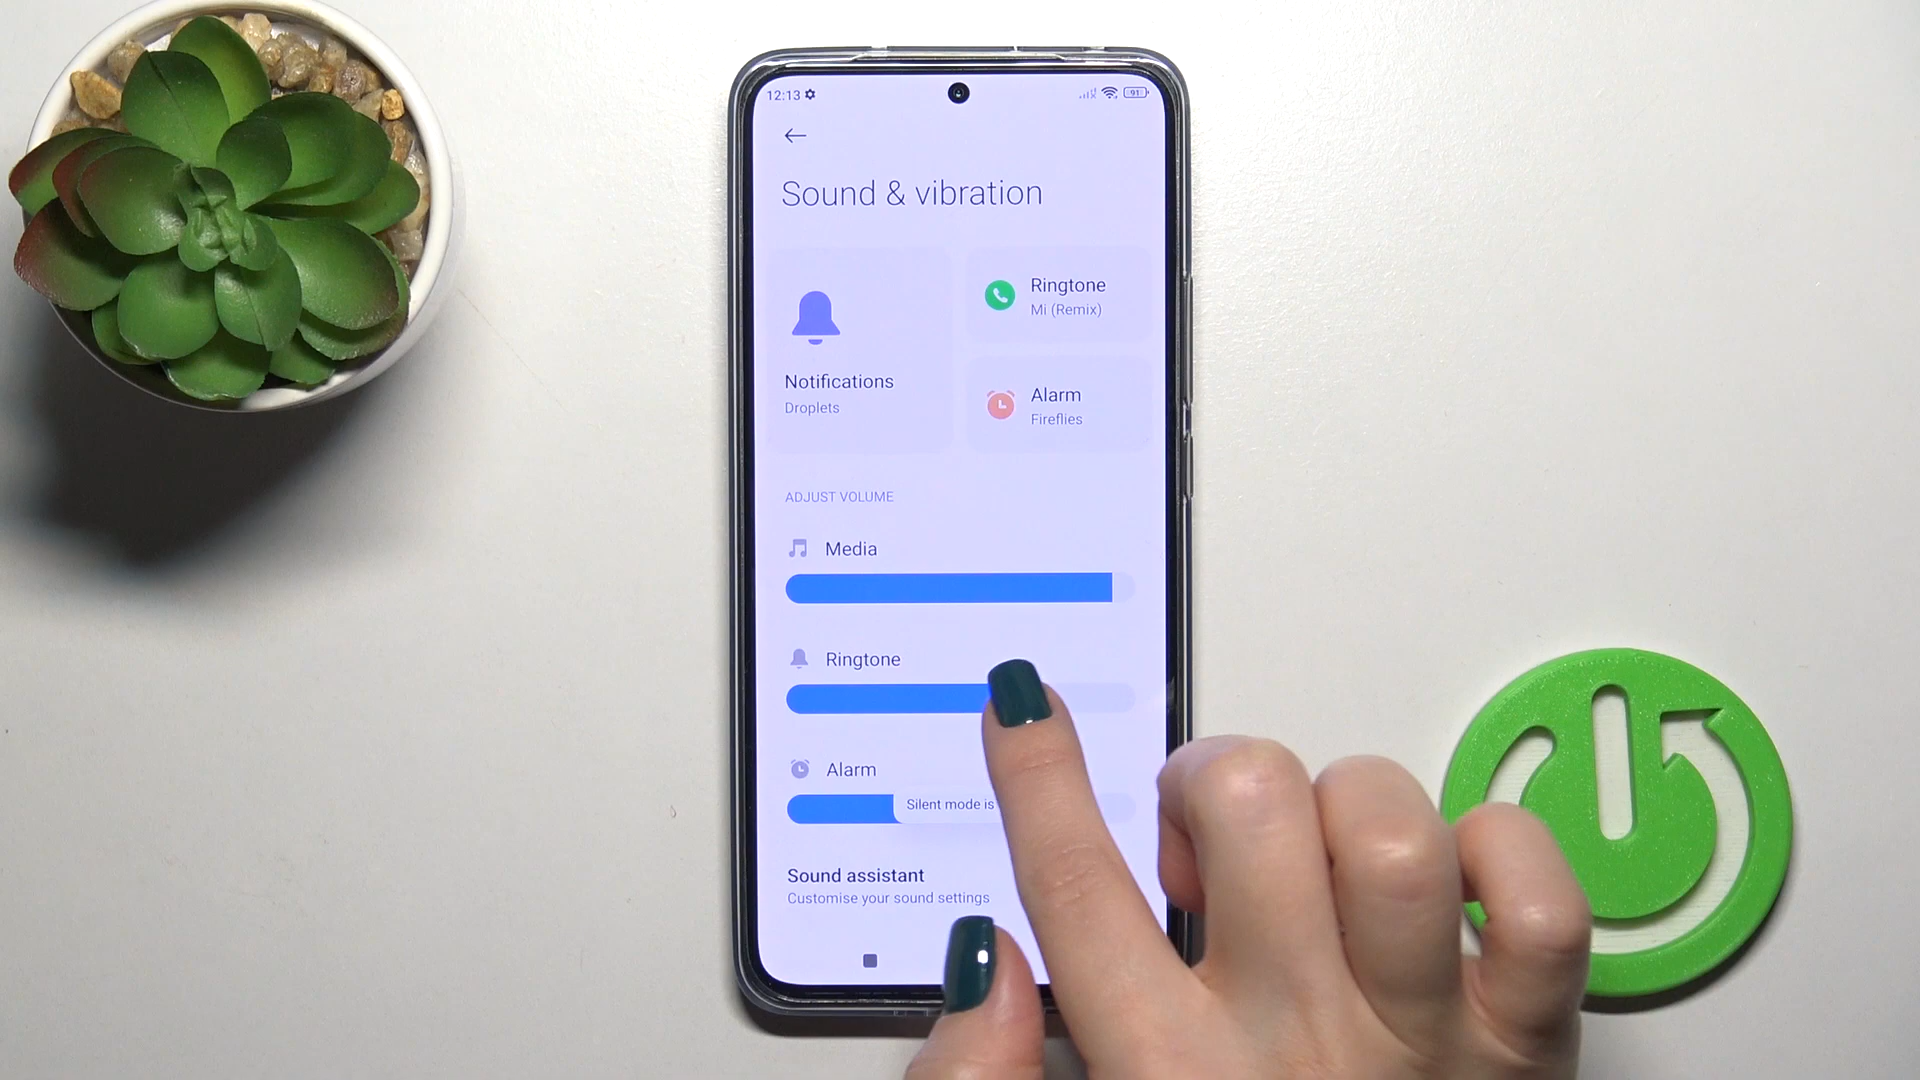 12:13
91
Sound & vibration
Ringtone
Mi (Remix)
Notifications
Droplets
Alarm
Fireflies
ADJUST VOLUME
Media
Ringtone
Alarm
Silent mode is
Sound assistant
Customise your sound settings